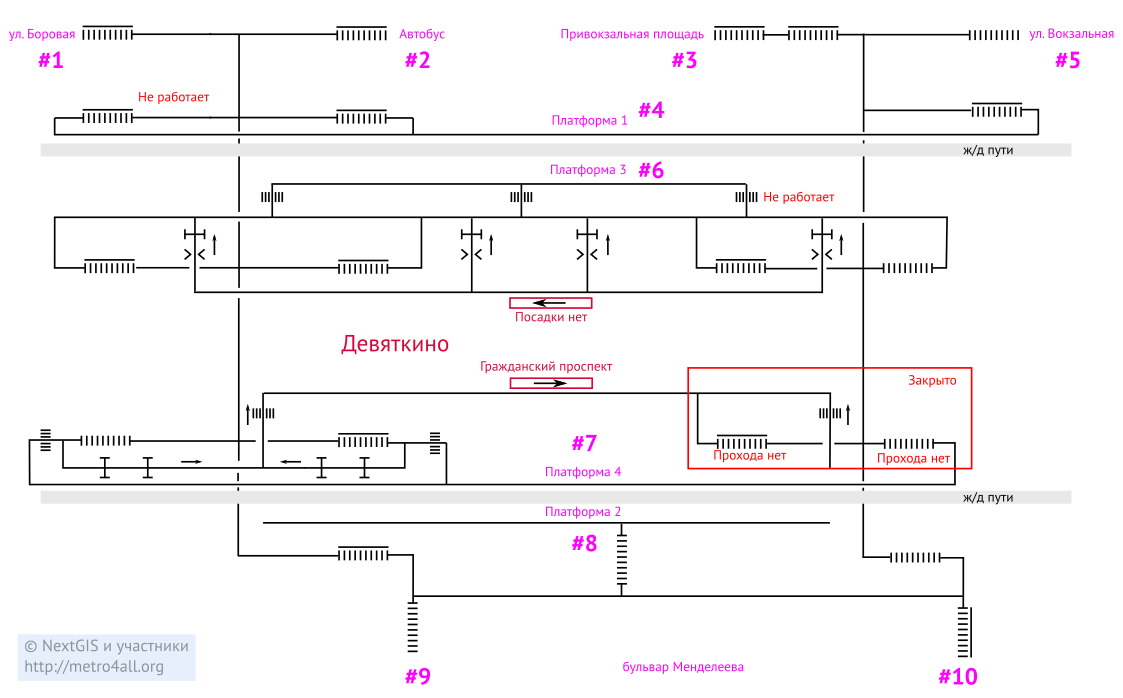 ул. Боровая
#1
Автобус
#2
Привокзальная площадь
#3
ул. Вокзальная
#5
Не работает
#4
Платформа 1
ж/д пути
Платформа 3 #6
Не работает
Посадки нет
Девяткино
Гражданский проспект
Закрыто
#7
Прохода нет
Прохода нет
Платформа 4
ж/д пути
Платформа 2
#8
© NextGIS и участники
http://metro4all.org
#9
бульвар Менделеева
#10